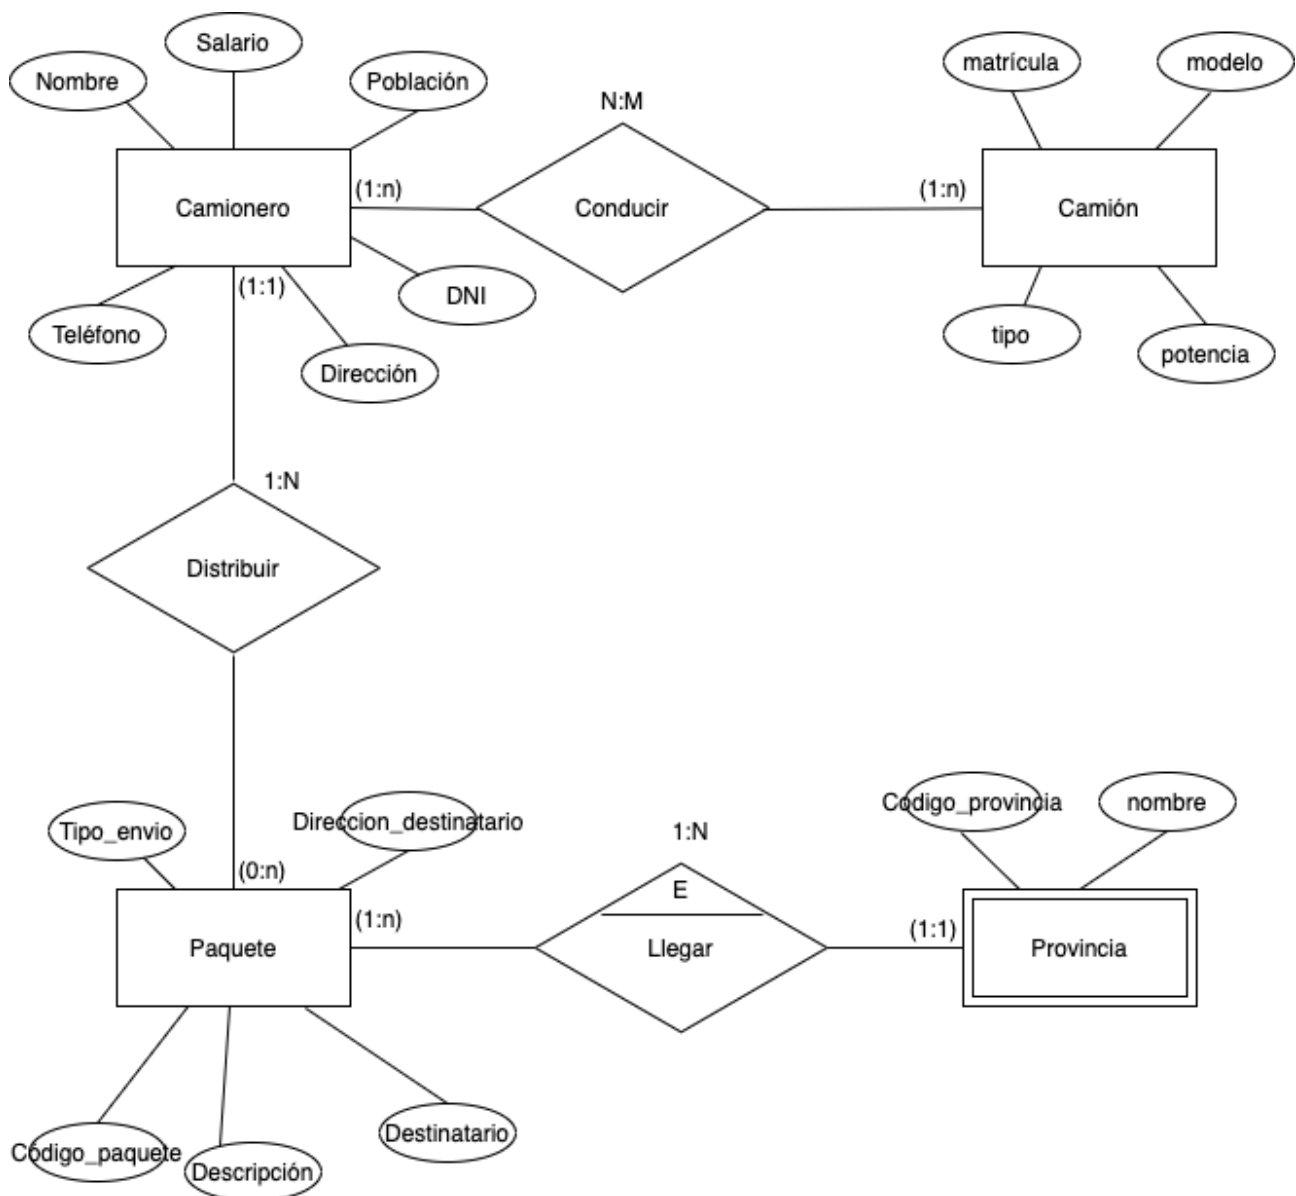 Salario
Nombre
Población
matrícula
modelo
N:M
(1:n)
(1:n)
Camionero
Conducir
Camión
(1:1)
DNI
Teléfono
Dirección
tipo
potencia
1:N
Distribuir
Tipo_envio
Direccion_destinatario
Código_provincia
nombre
1:N
(0:n)
E
(1:n)
(1:1)
Paquete
Llegar
Provincia
Código_paquete
Descripción
Destinatario